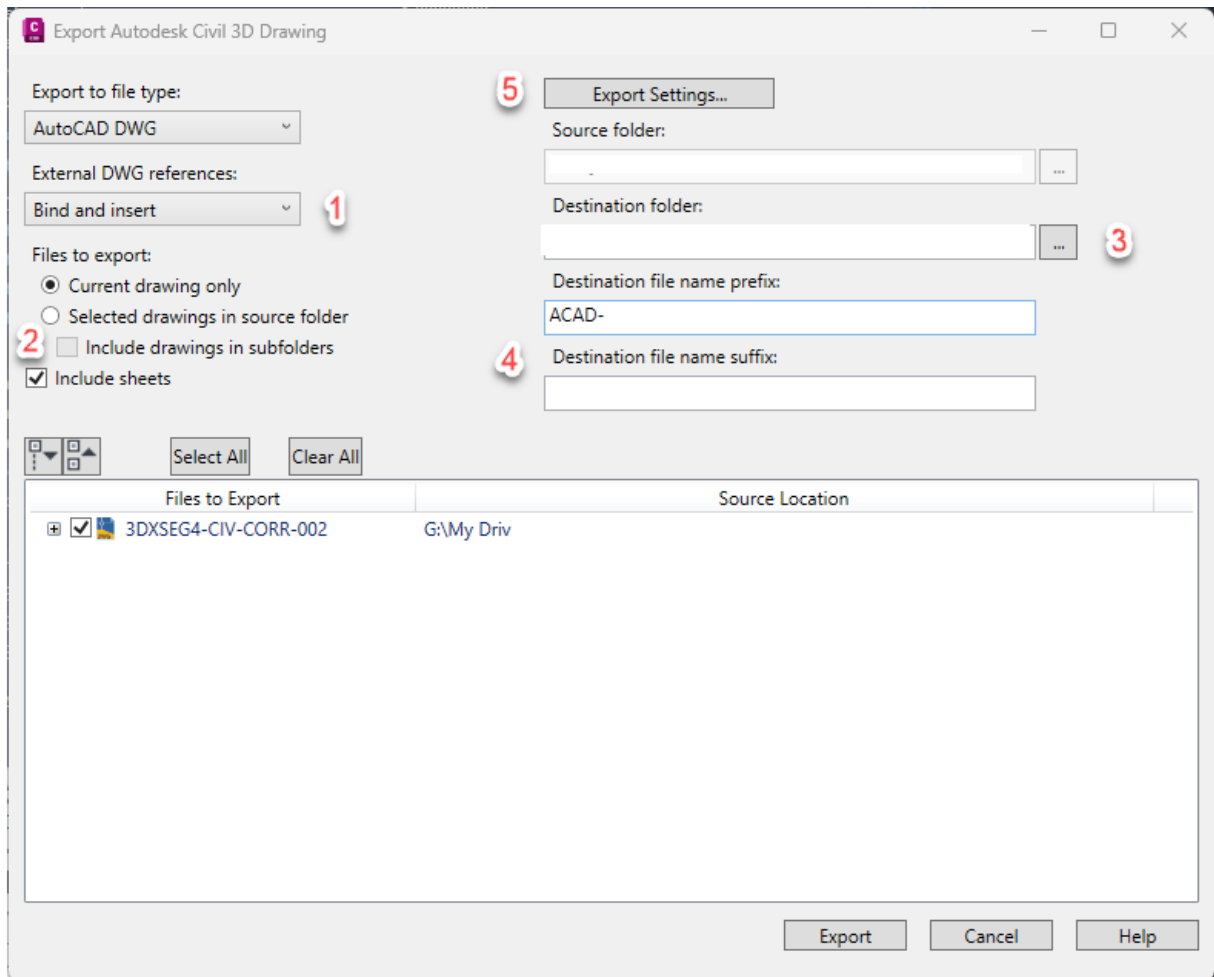 Export Autodesk Civil 3D Drawing
Export to file type:
AutoCAD DWG
External DWG references:
Bind and insert
1
Files to export:
Current drawing only
Selected drawings in source folder
2
Include drawings in subfolders
Include sheets
5
Export Settings...
Source folder:
...
Destination folder:
...
3
Destination file name prefix:
ACAD-
4
Destination file name suffix:
Select All
Clear All
Files to Export
Source Location
3DXSEG4-CIV-CORR-002
G:\My Driv
Export
Cancel
Help